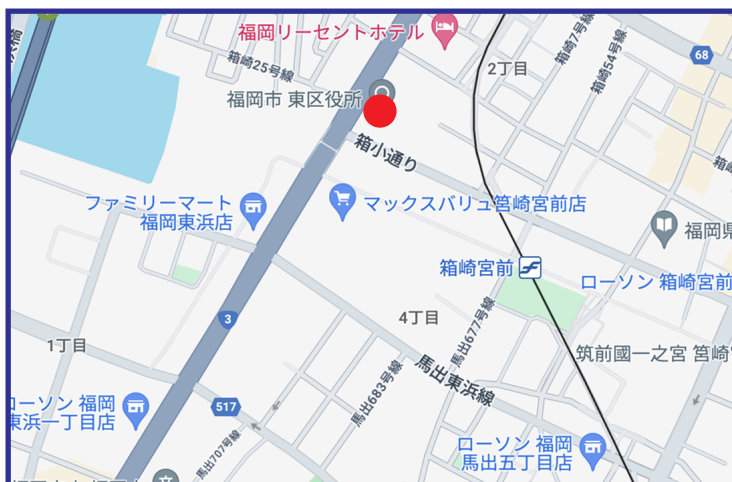 福岡リーセントホテル
箱崎25号線
箱崎7号線
箱崎54号線
68
2丁目
福岡市 東区役所
箱小通り
ファミリーマート
福岡東浜店
マックスバリュ筥崎宮前店
福岡県
箱崎宮前
ローソン 箱崎宮前
3
4丁目
馬出677号線
1丁目
筑前國一之宮 筥崎宮
馬出683号線
馬出東浜線
ローソン 福岡
東浜一丁目店
517
馬出707号線
ローソン 福岡
馬出五丁目店